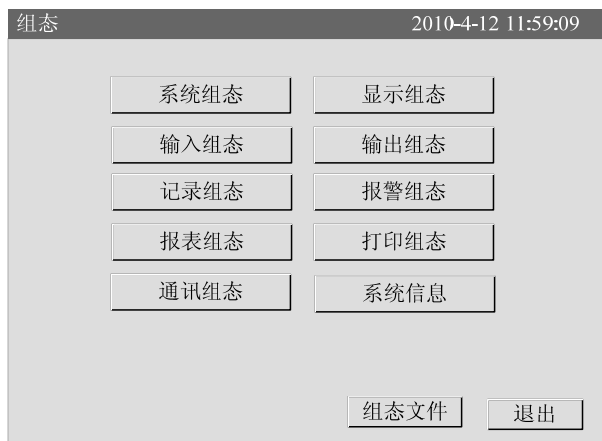 组态 2010-4-12 11:59:09
系统组态 显示组态
输入组态 输出组态
记录组态 报警组态
报表组态 打印组态
通讯组态 系统信息
组态文件 退出